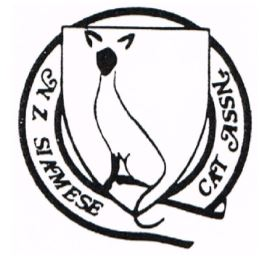 N Z SIAMESE CAT ASSN.